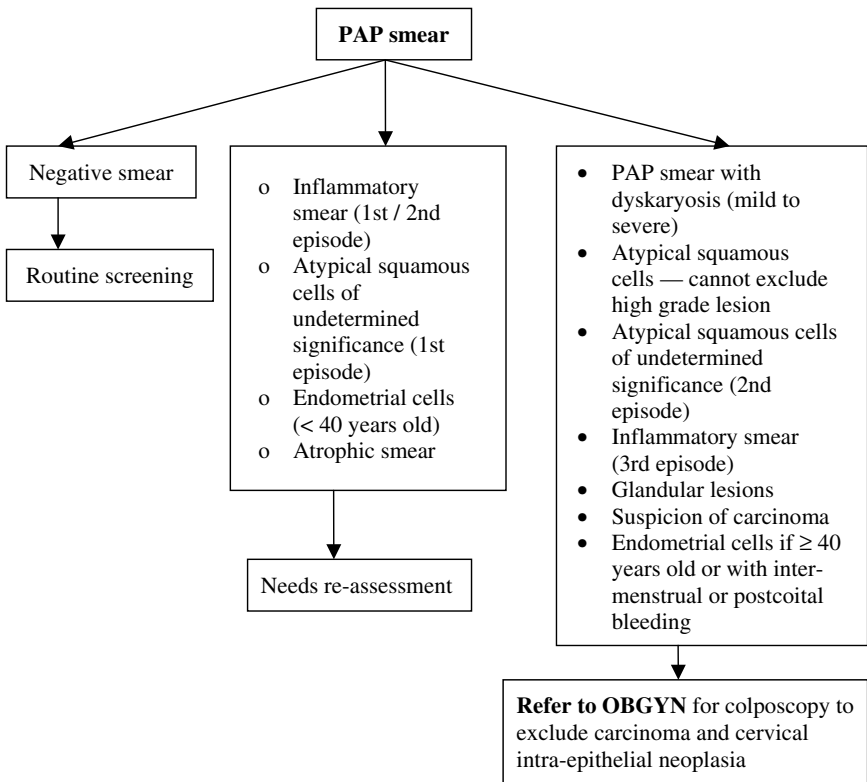 PAP smear
Negative smear
Routine screening
o Inflammatory
smear (1st / 2nd
episode)
o Atypical squamous
cells of
undetermined
significance (1st
episode)
o Endometrial cells
(< 40 years old)
o Atrophic smear
Needs re-assessment
• PAP smear with
dyskaryosis (mild to
severe)
• Atypical squamous
cells — cannot exclude
high grade lesion
• Atypical squamous cells
of undetermined
significance (2nd
episode)
• Inflammatory smear
(3rd episode)
• Glandular lesions
• Suspicion of carcinoma
• Endometrial cells if ≥ 40
years old or with inter-
menstrual or postcoital
bleeding
Refer to OBGYN for colposcopy to
exclude carcinoma and cervical
intra-epithelial neoplasia